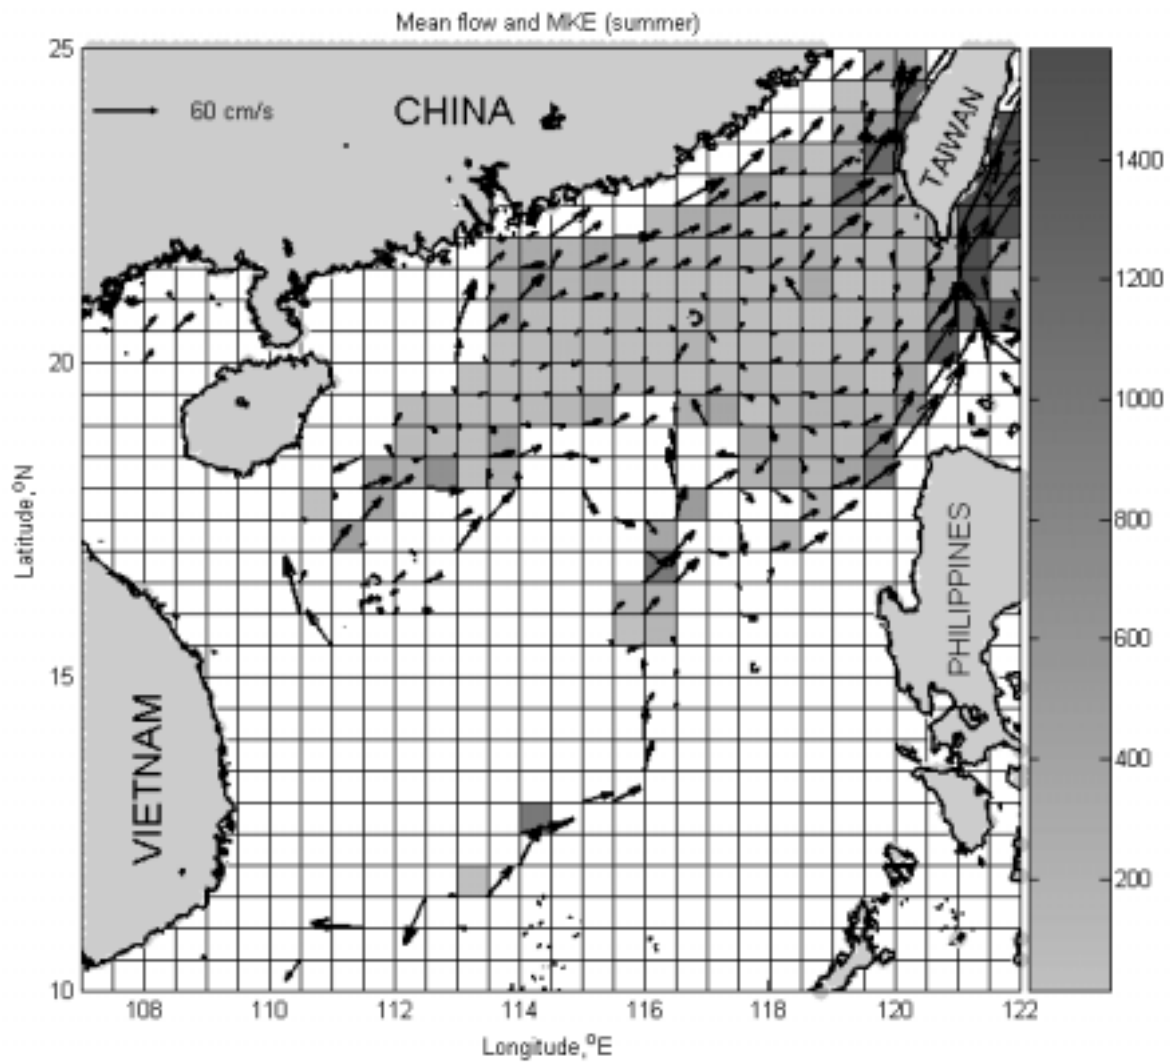 Mean flow and MKE (summer)
25
60 cm/s
CHINA
TAIWAN
1400
1200
20
1000
Latitude,°N
800
PHILIPPINES
600
15
VIETNAM
400
200
10
108 110 112 114 116 118 120 122
Longitude,°E